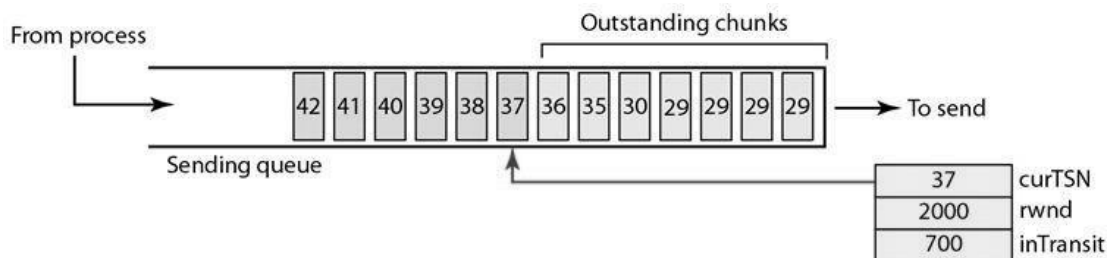 Outstanding chunks
From process
42 41 40 39 38 37 36 35 30 29 29 29 29
To send
Sending queue
37 curTSN
2000 rwnd
700 inTransit